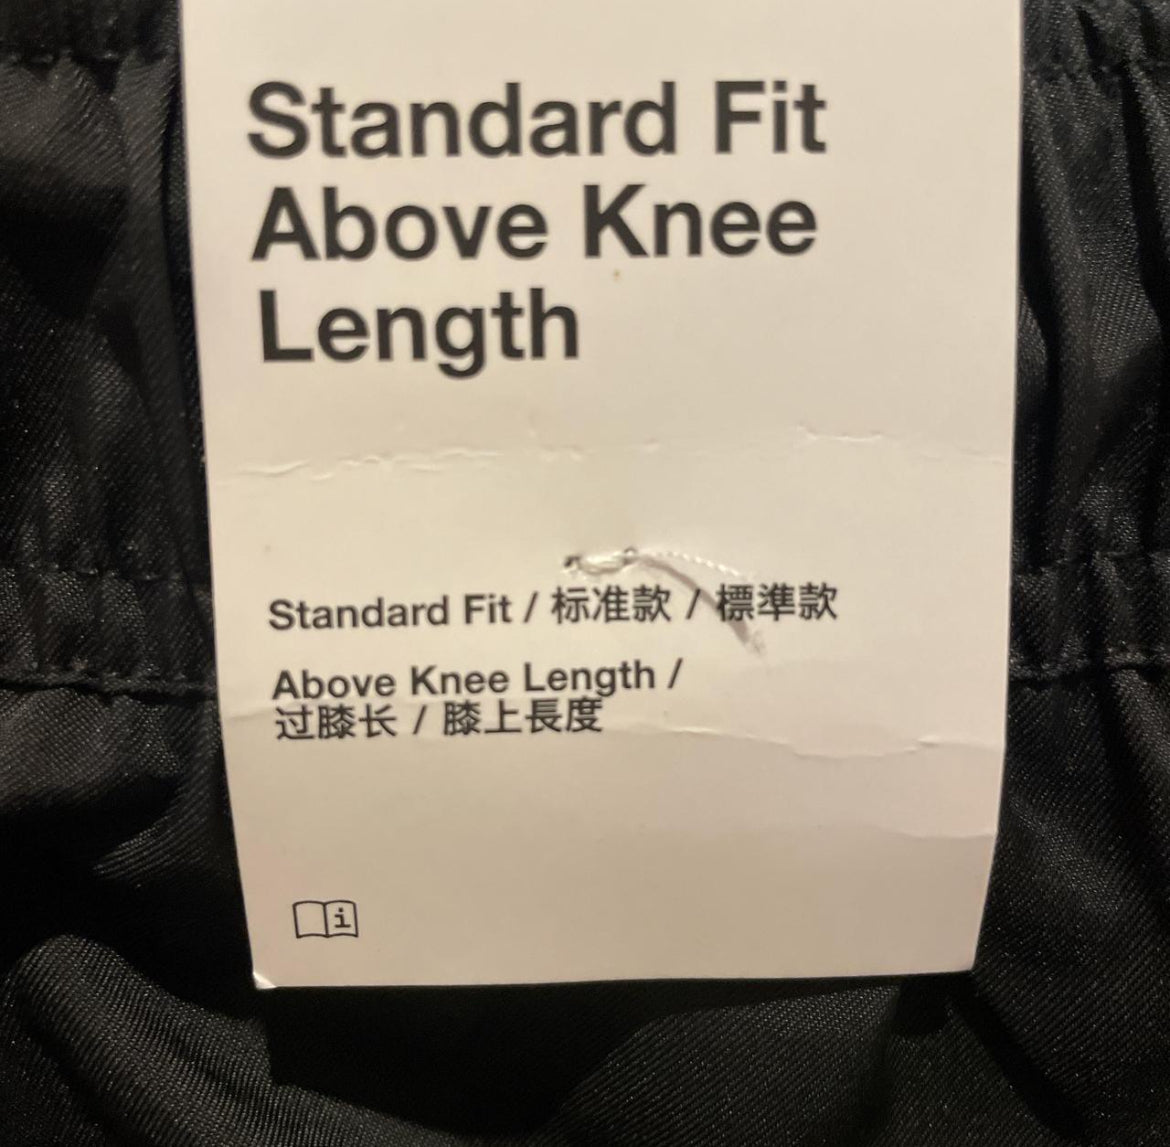 Standard Fit
Above Knee
Length
Standard Fit / 标准款 / 標準款
Above Knee Length /
过膝长 / 膝上長度
i